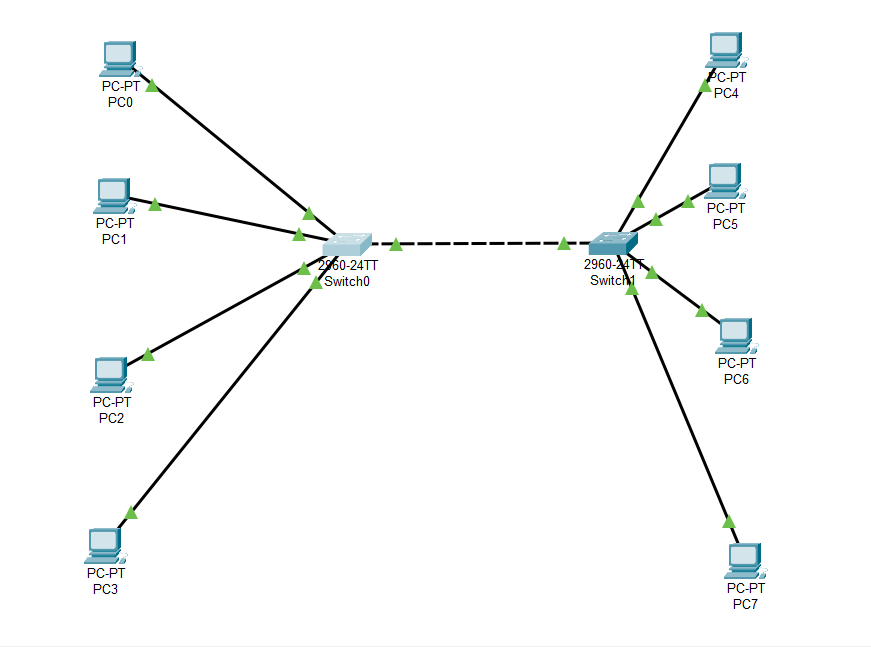 PC-PT
PC0
PC-PT
PC1
PC-PT
PC2
PC-PT
PC3
2960-24TT
Switch0
2960-24TT
Switch1
PC-PT
PC4
PC-PT
PC5
PC-PT
PC6
PC-PT
PC7